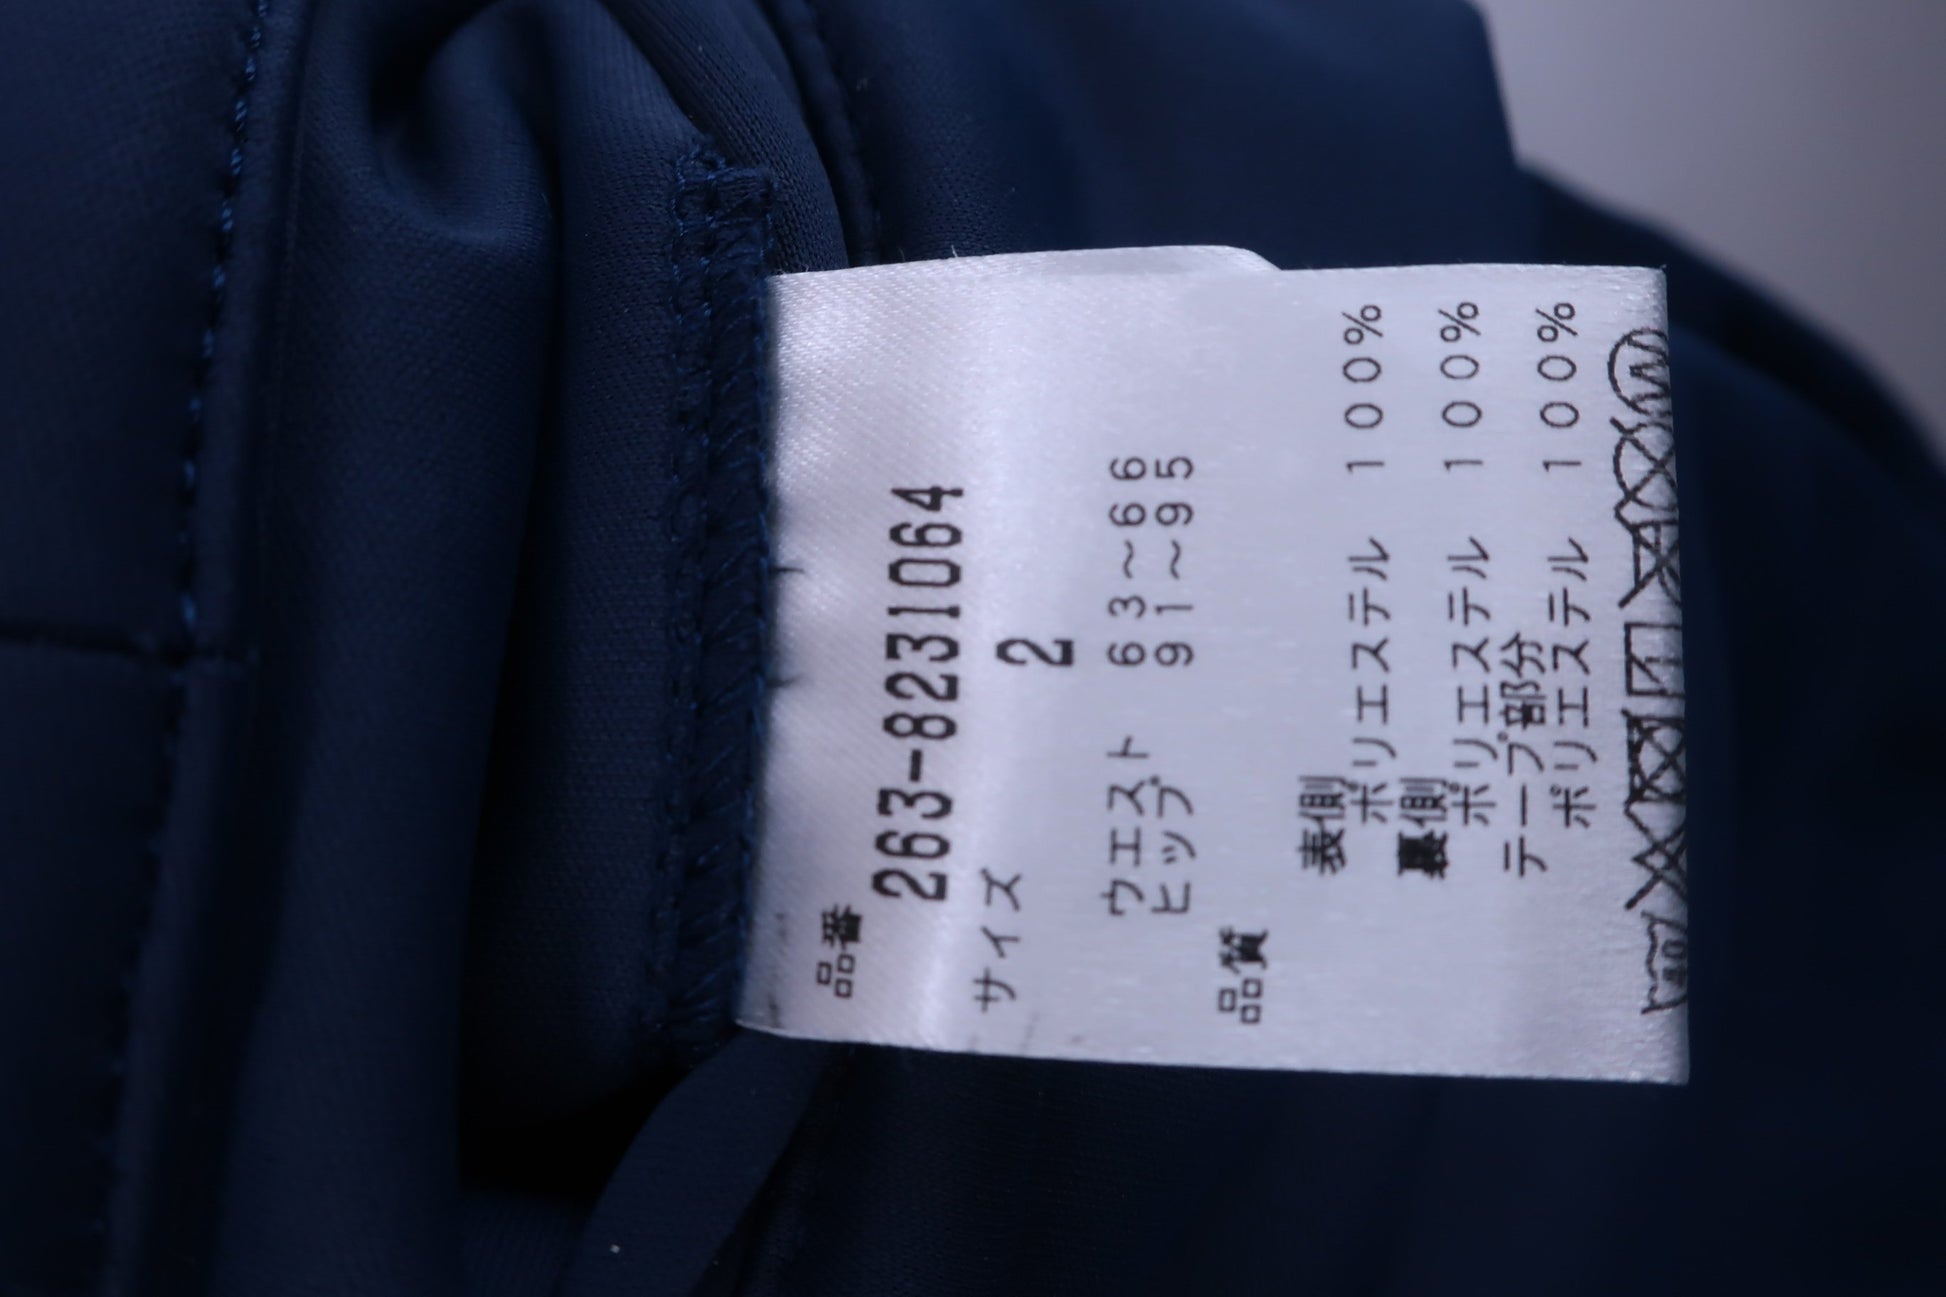 品番
263-8231064
サイズ 2
ウエスト 63~66
ヒップ 91~95
品質
表側
ポリエステル 100%
裏側
ポリエステル 100%
テープ部分
ポリエステル 100%